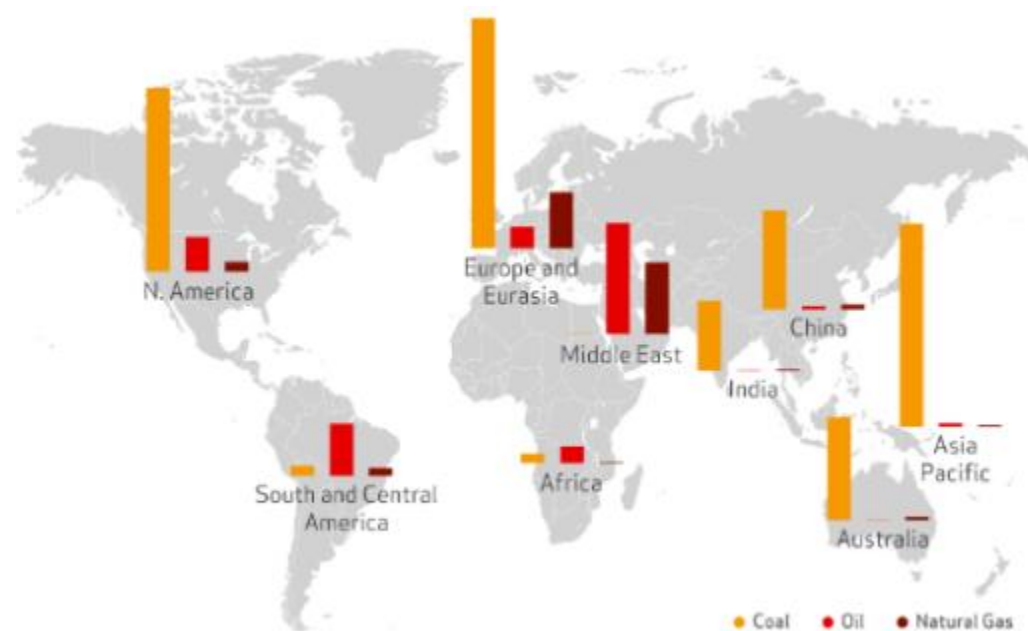 N. America
Europe and
Eurasia
Middle East
China
India
Asia
Pacific
South and Central
America
Africa
Australia
Coal Oil Natural Gas